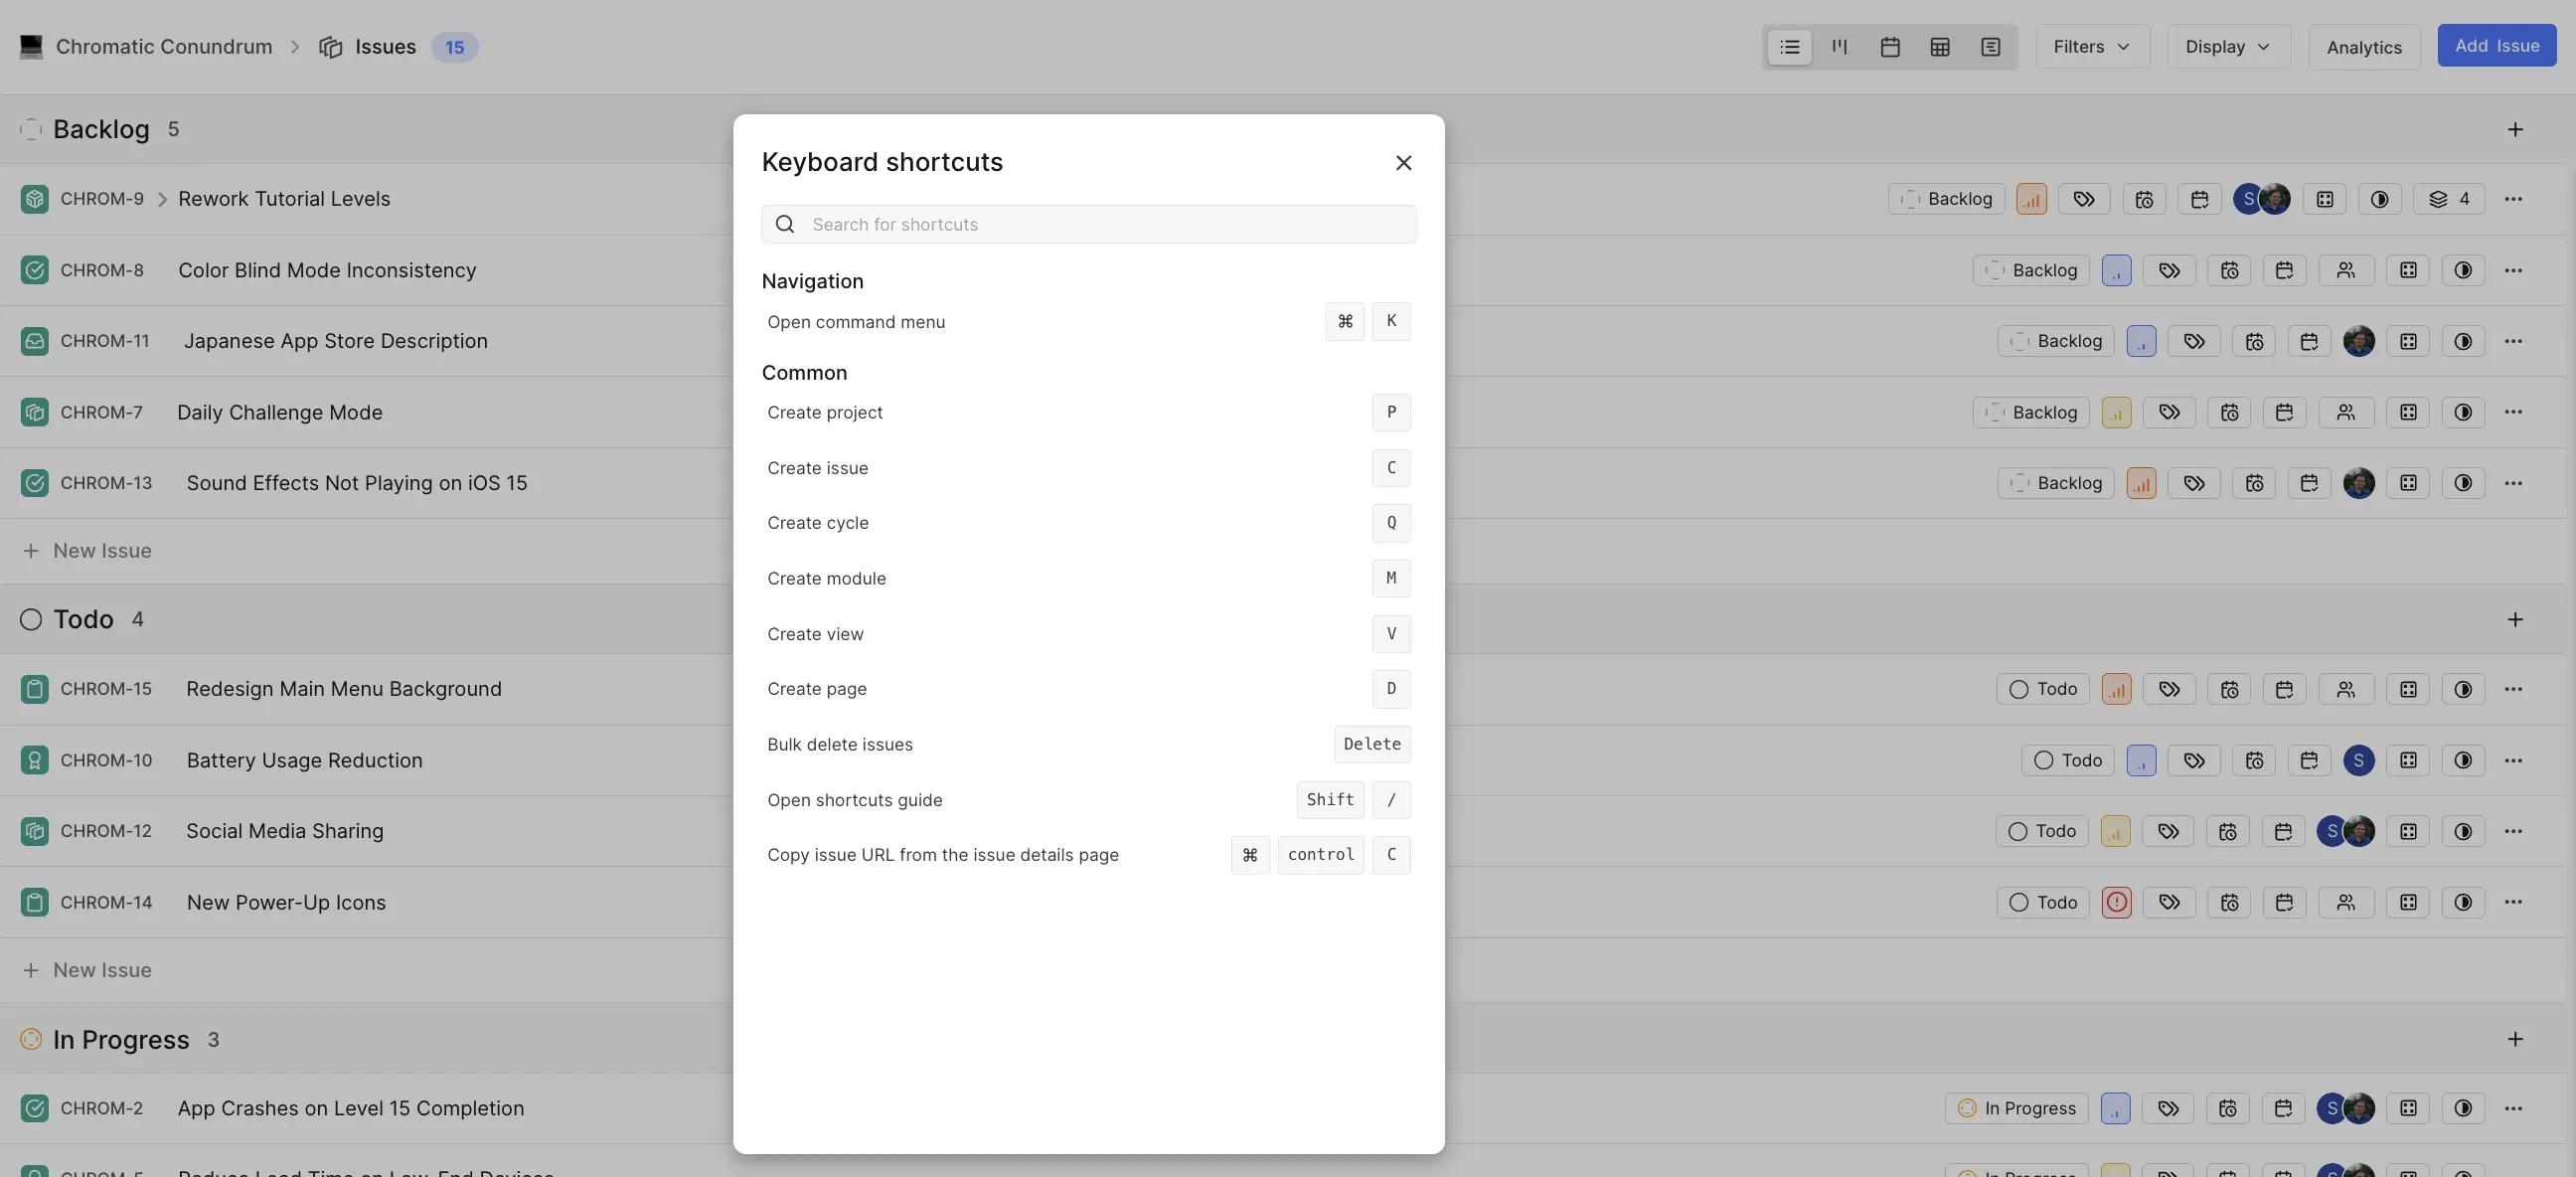 Chromatic Conundrum > Issues 15
Filters Display Analytics Add Issue
Backlog 5
CHROM-9 Rework Tutorial Levels Backlog S 4
CHROM-8 Color Blind Mode Inconsistency Backlog
CHROM-11 Japanese App Store Description Backlog
CHROM-7 Daily Challenge Mode Backlog
CHROM-13 Sound Effects Not Playing on iOS 15 Backlog
New Issue
Todo 4
CHROM-15 Redesign Main Menu Background Todo
CHROM-10 Battery Usage Reduction Todo S
CHROM-12 Social Media Sharing Todo S
CHROM-14 New Power-Up Icons Todo
New Issue
In Progress 3
CHROM-2 App Crashes on Level 15 Completion In Progress S
CHROM-5 Reduce Load Time on Low-End Devices In Progress
Keyboard shortcuts
Search for shortcuts
Navigation
Open command menu ⌘ K
Common
Create project P
Create issue C
Create cycle Q
Create module M
Create view V
Create page D
Bulk delete issues Delete
Open shortcuts guide Shift /
Copy issue URL from the issue details page ⌘ control C